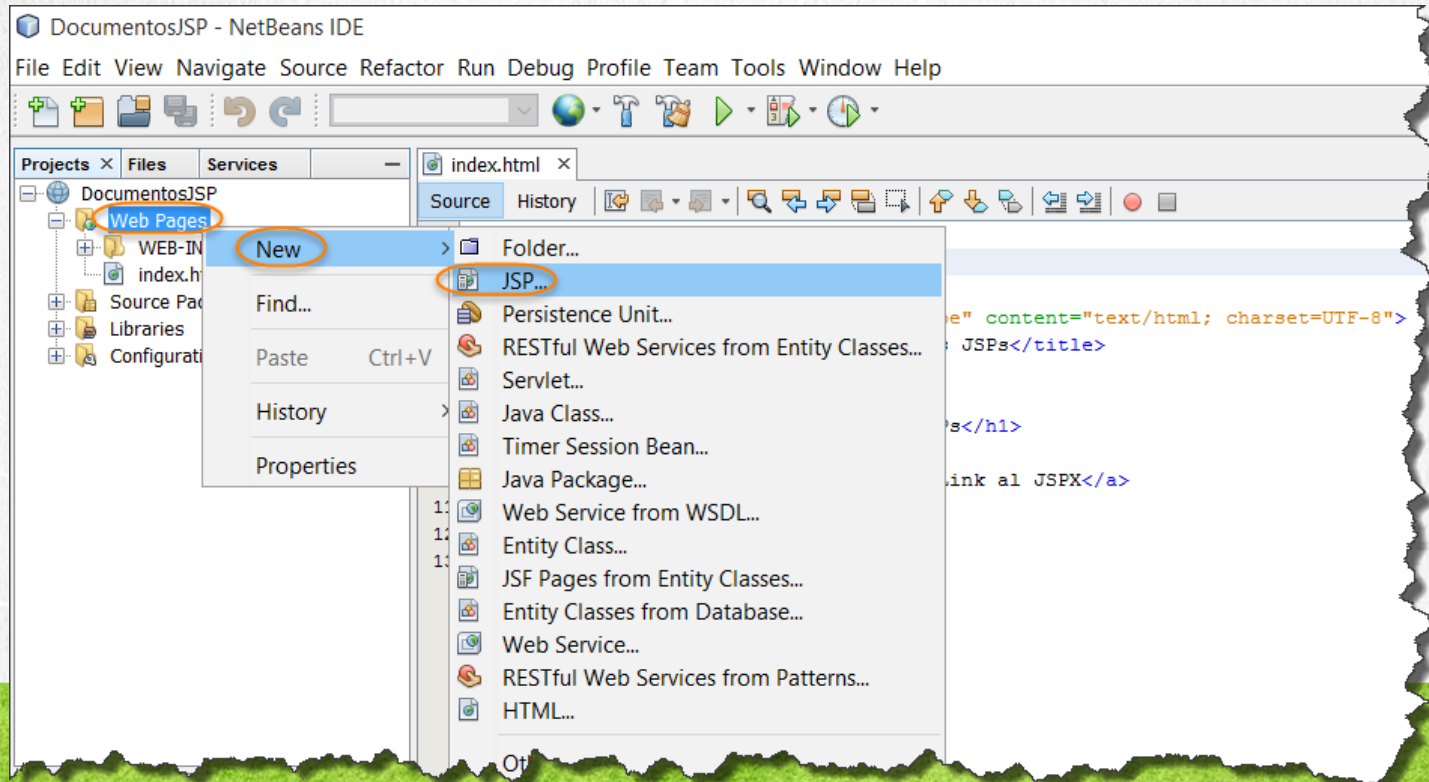 DocumentosJSP - NetBeans IDE
File Edit View Navigate Source Refactor Run Debug Profile Team Tools Window Help
Projects Files Services
index.html
Source History
DocumentosJSP
Web Pages
WEB-IN
index.h
Source Pac
Libraries
Configurati
New
Find...
Paste Ctrl+V
History
Properties
Folder...
JSP...
Persistence Unit...
RESTful Web Services from Entity Classes...
Servlet...
Java Class...
Timer Session Bean...
Java Package...
Web Service from WSDL...
Entity Class...
JSF Pages from Entity Classes...
Entity Classes from Database...
Web Service...
RESTful Web Services from Patterns...
HTML...
e" content="text/html; charset=UTF-8">
JSPs</title>
s</h1>
ink al JSPX</a>